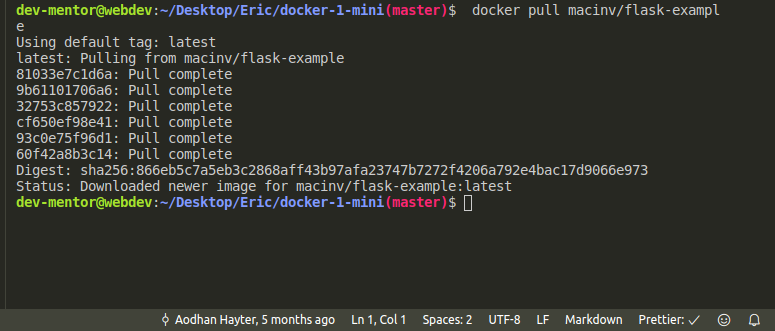 dev-mentor@webdev:~/Desktop/Eric/docker-1-mini(master)$  docker pull macinv/flask-exampl
e
Using default tag: latest
latest: Pulling from macinv/flask-example
81033e7c1d6a: Pull complete
9b61101706a6: Pull complete
32753c857922: Pull complete
cf650ef98e41: Pull complete
93c0e75f96d1: Pull complete
60f42a8b3c14: Pull complete
Digest: sha256:866eb5c7a5eb3c2868aff43b97afa23747b7272f4206a792e4bac17d9066e973
Status: Downloaded newer image for macinv/flask-example:latest
dev-mentor@webdev:~/Desktop/Eric/docker-1-mini(master)$
Aodhan Hayter, 5 months ago Ln 1, Col 1 Spaces: 2 UTF-8 LF Markdown Prettier: ✓